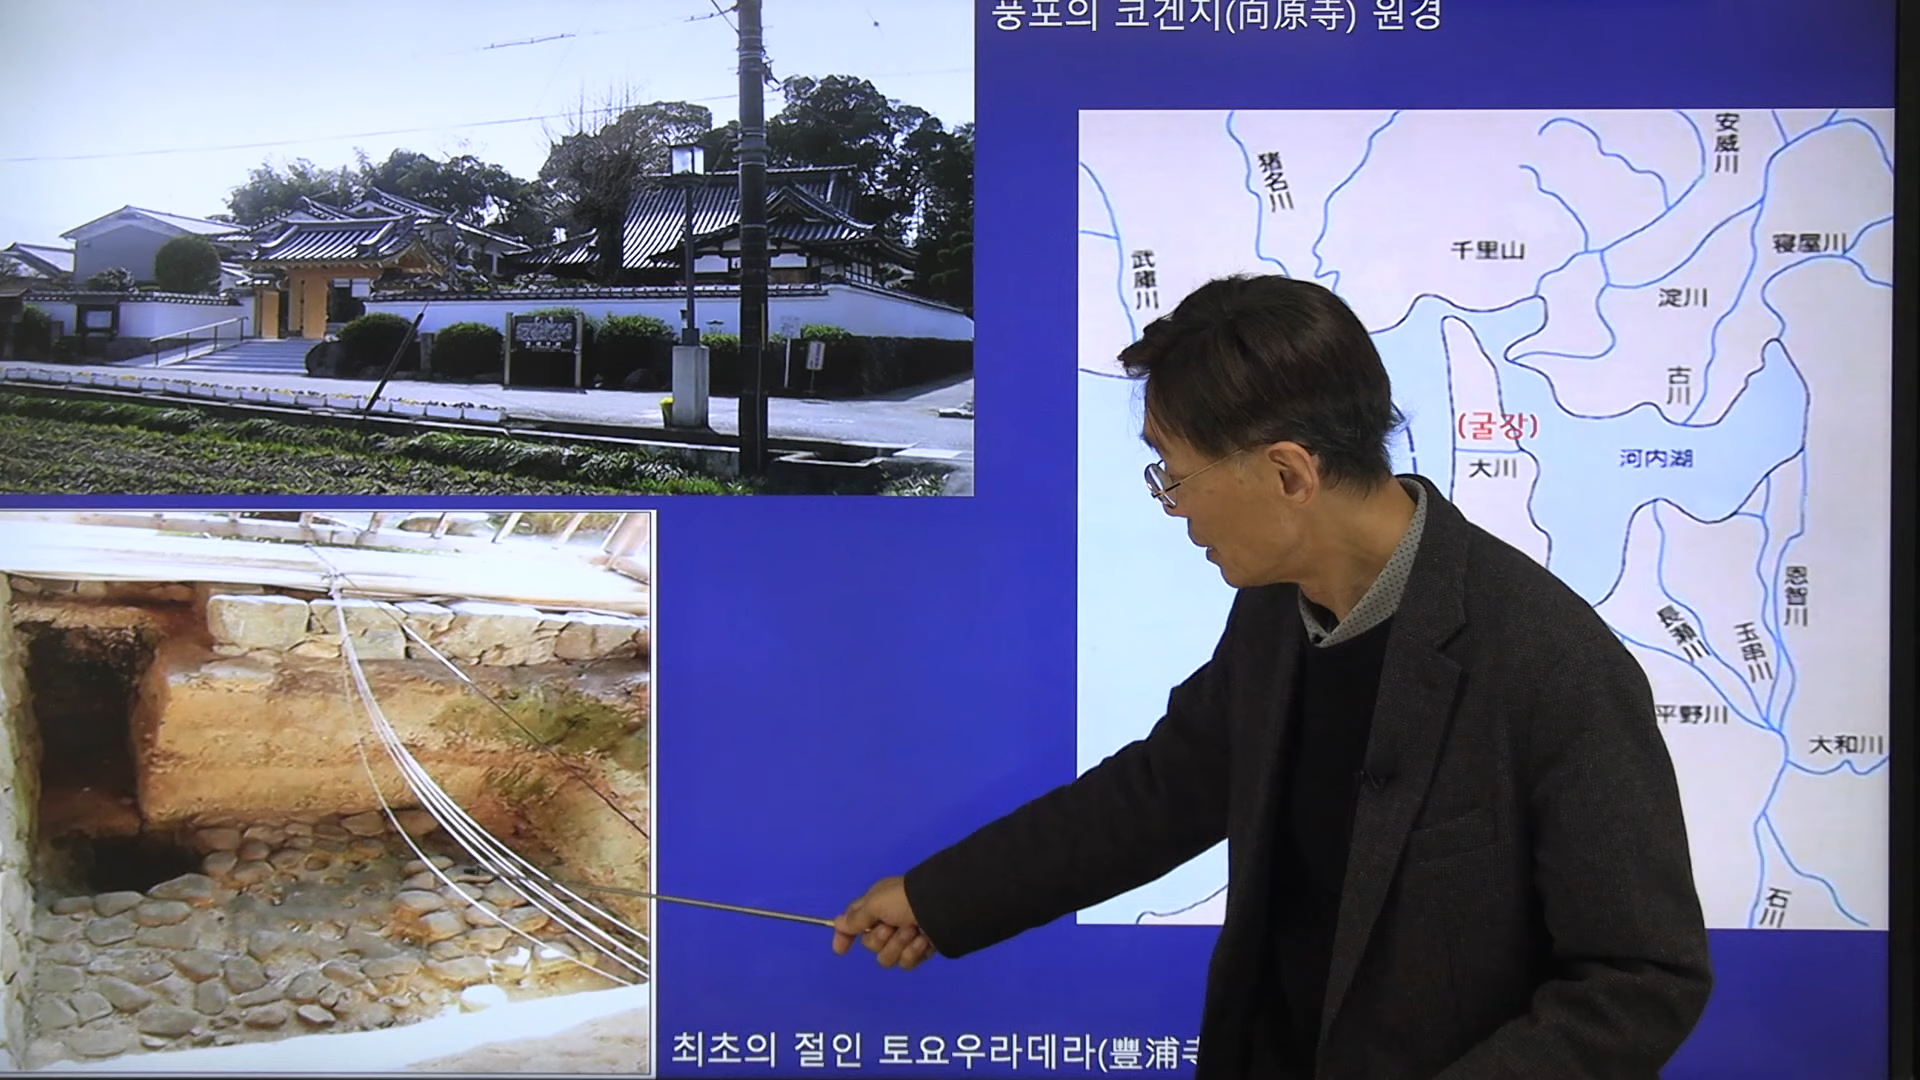 풍포의 코겐지(向原寺) 원경
安威川
猪名川
千里山
寝屋川
武庫川
淀川
古川
(굴장)
大川
河内湖
恩智川
長瀬川
玉串川
平野川
大和川
石川
최초의 절인 토요우라데라(豊浦寺